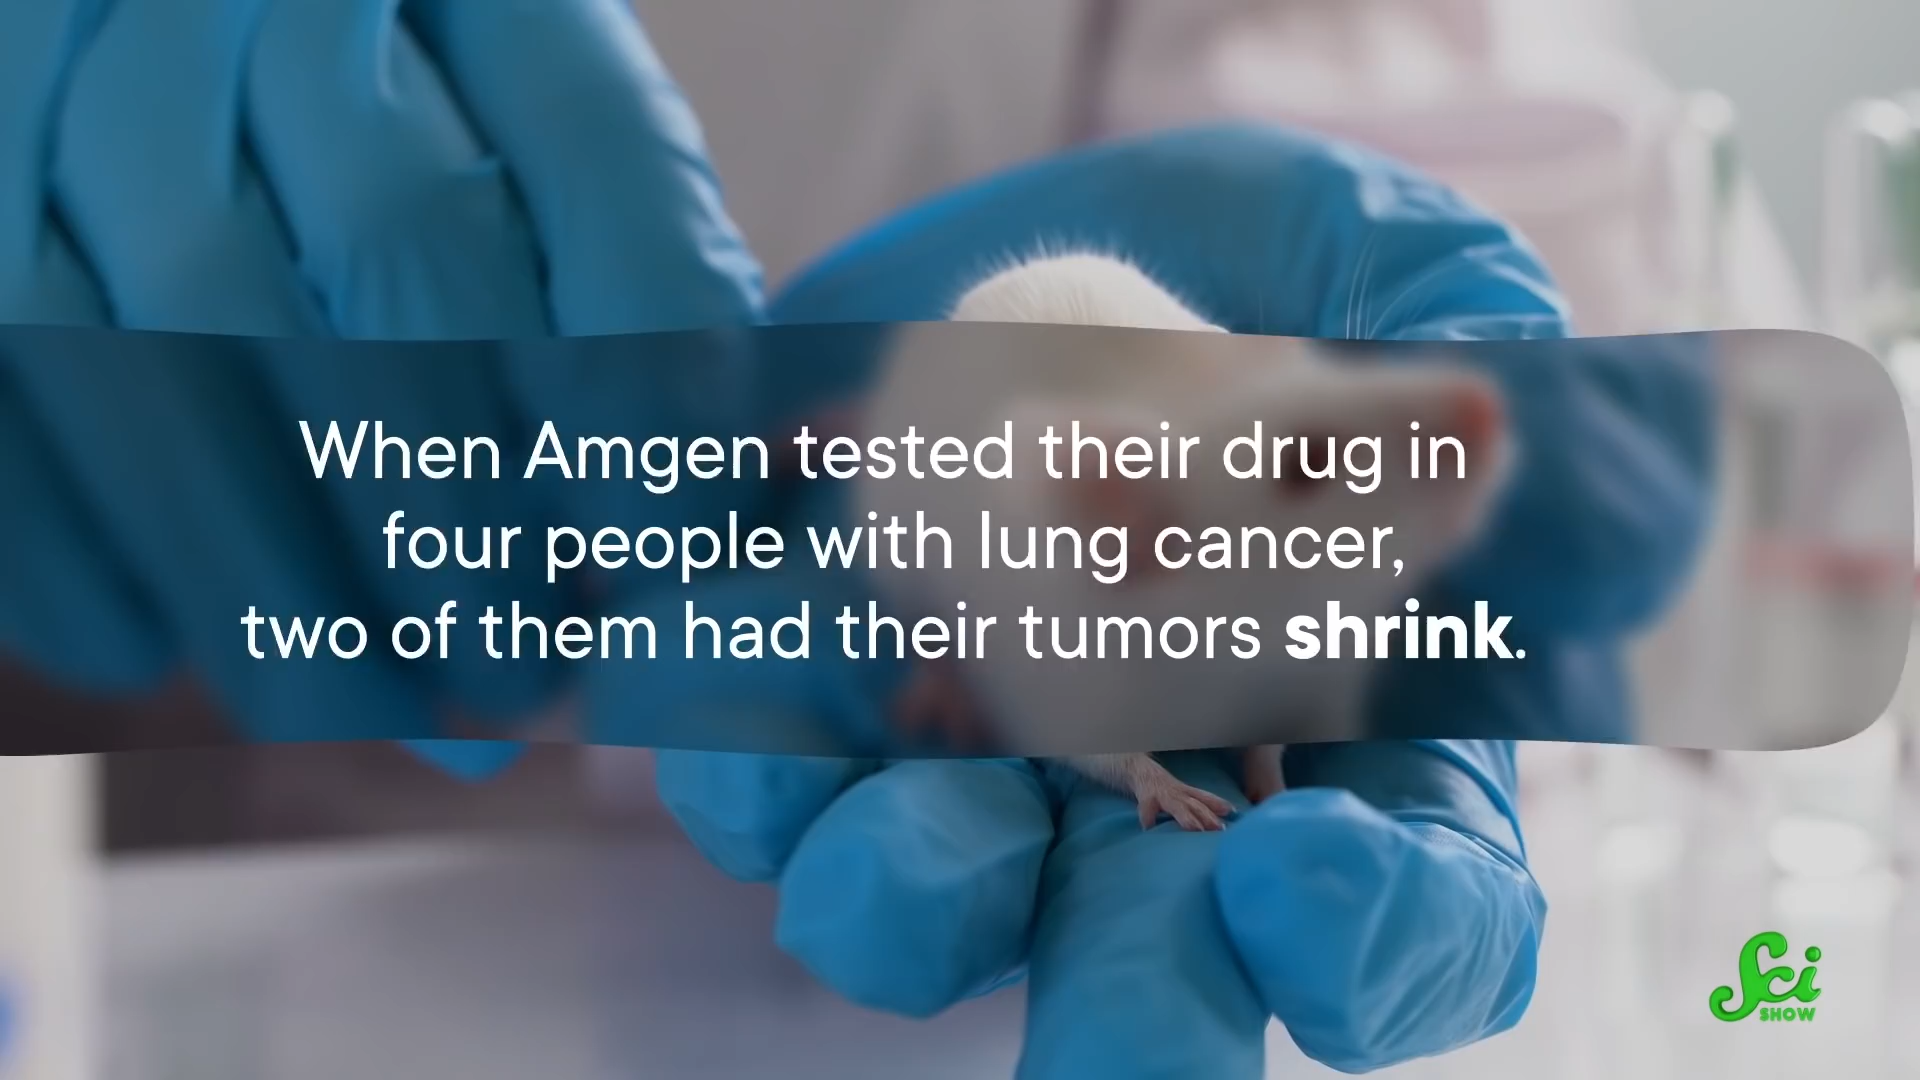 When Amgen tested their drug in
four people with lung cancer,
two of them had their tumors shrink.
Sci
SHOW